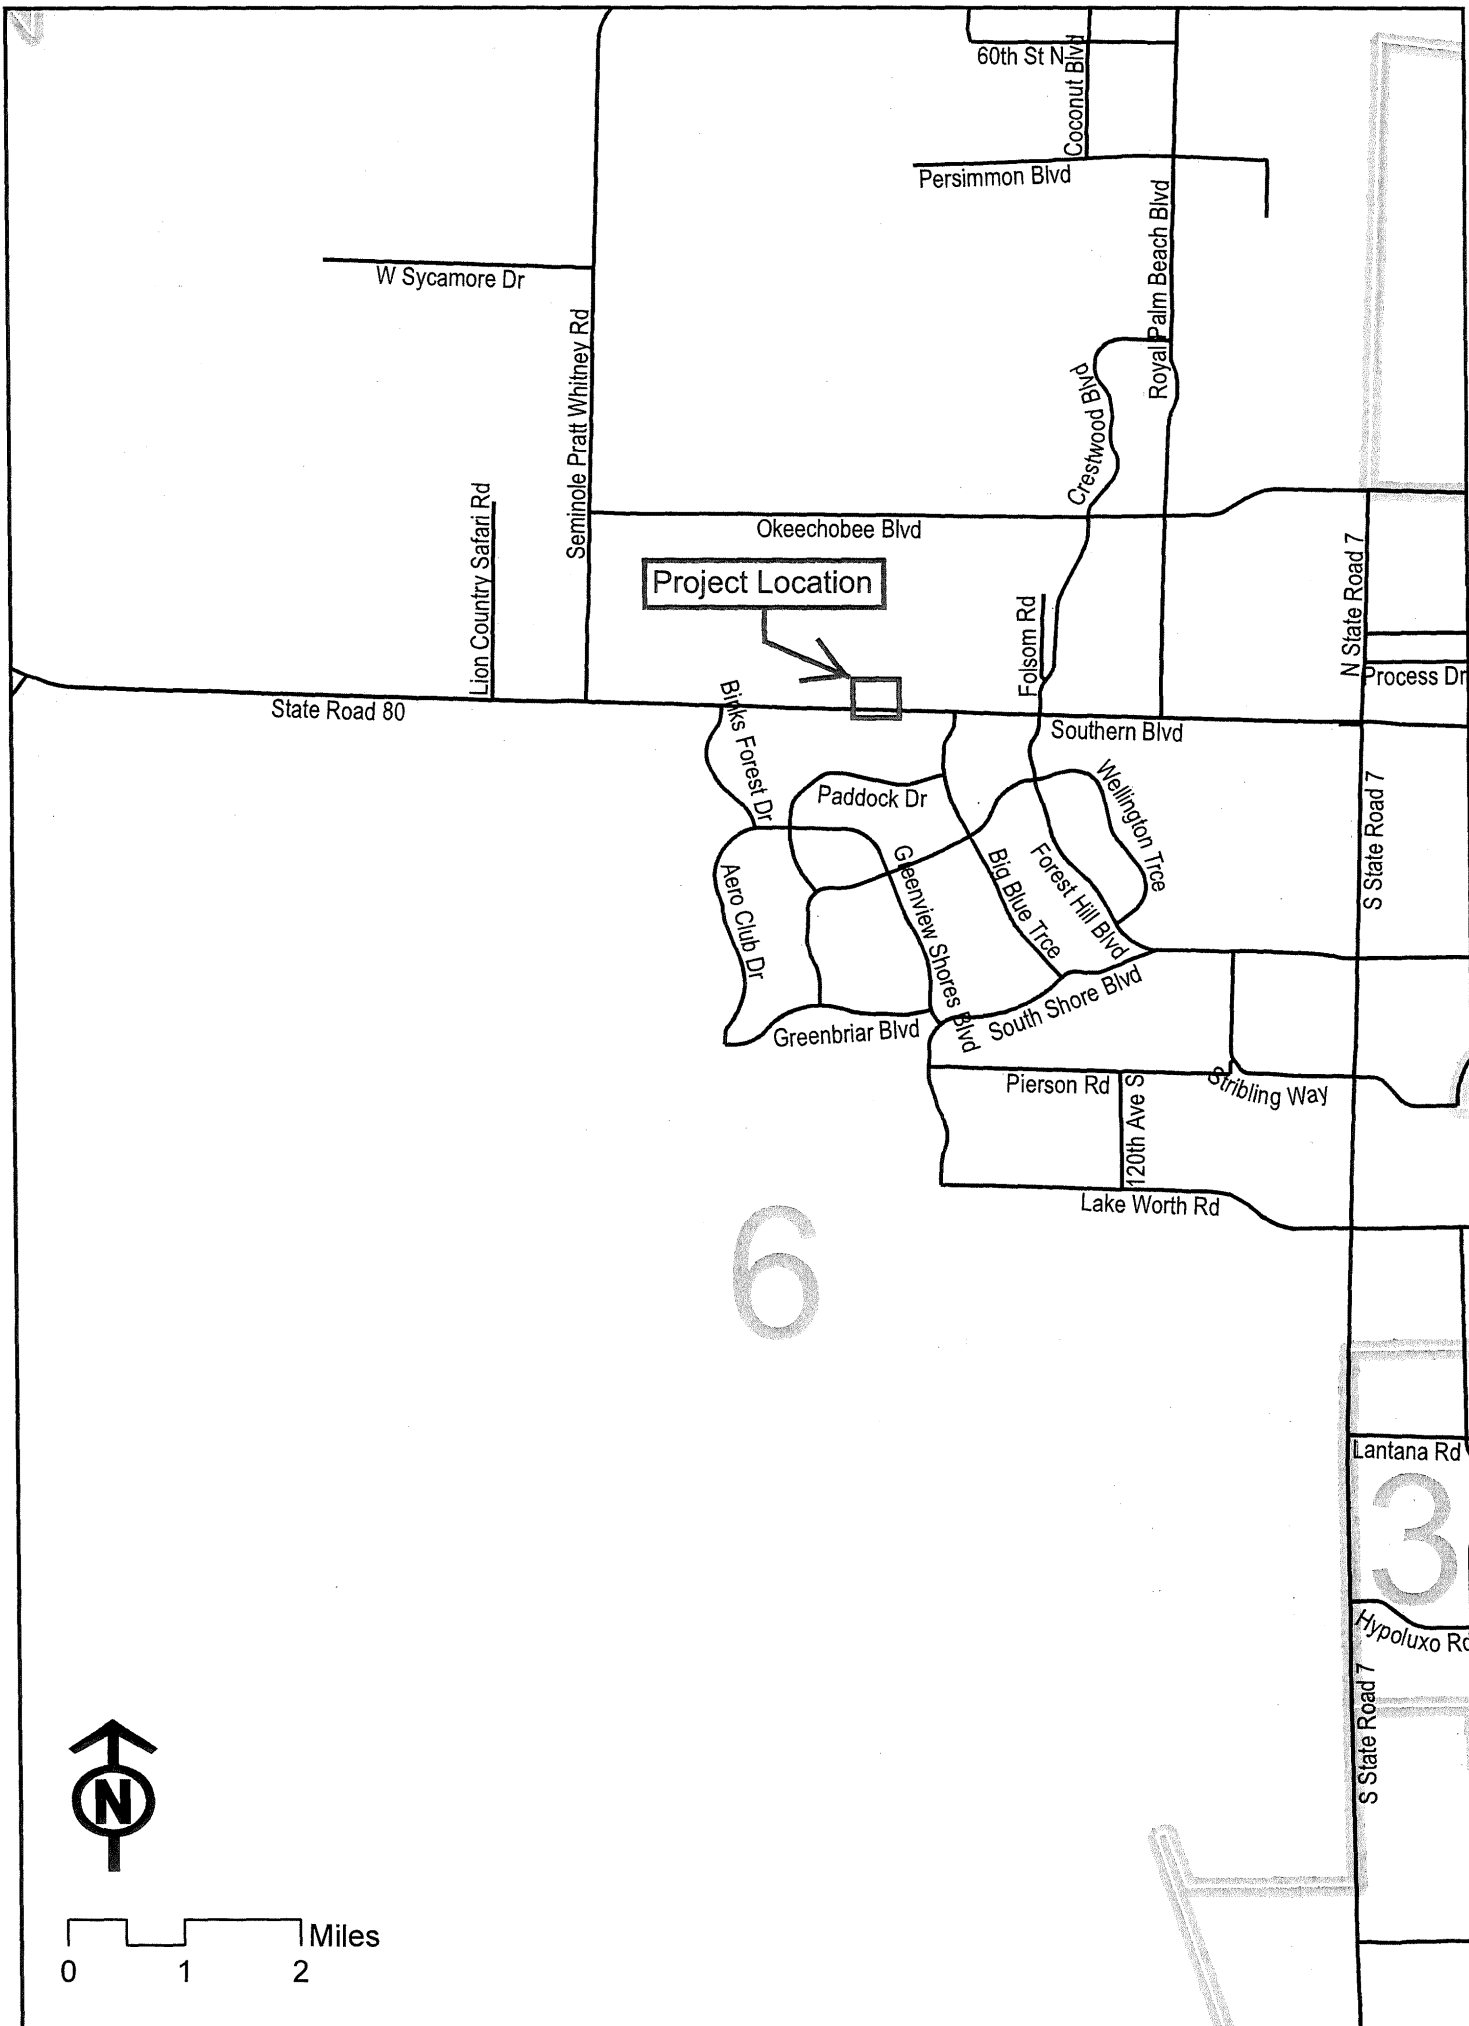 60th St N
Coconut Blvd
Persimmon Blvd
Royal Palm Beach Blvd
W Sycamore Dr
Seminole Pratt Whitney Rd
Crestwood Blvd
Lion Country Safari Rd
Okeechobee Blvd
Project Location
Folsom Rd
N State Road 7
Process Dr
State Road 80
Binks Forest Dr
Southern Blvd
Paddock Dr
Wellington Trce
S State Road 7
Aero Club Dr
Greenview Shores Blvd
Big Blue Trce
Forest Hill Blvd
South Shore Blvd
Greenbriar Blvd
Pierson Rd
120th Ave S
Stribling Way
Lake Worth Rd
6
Lantana Rd
3
Hypoluxo Rd
S State Road 7
N
Miles
0 1 2